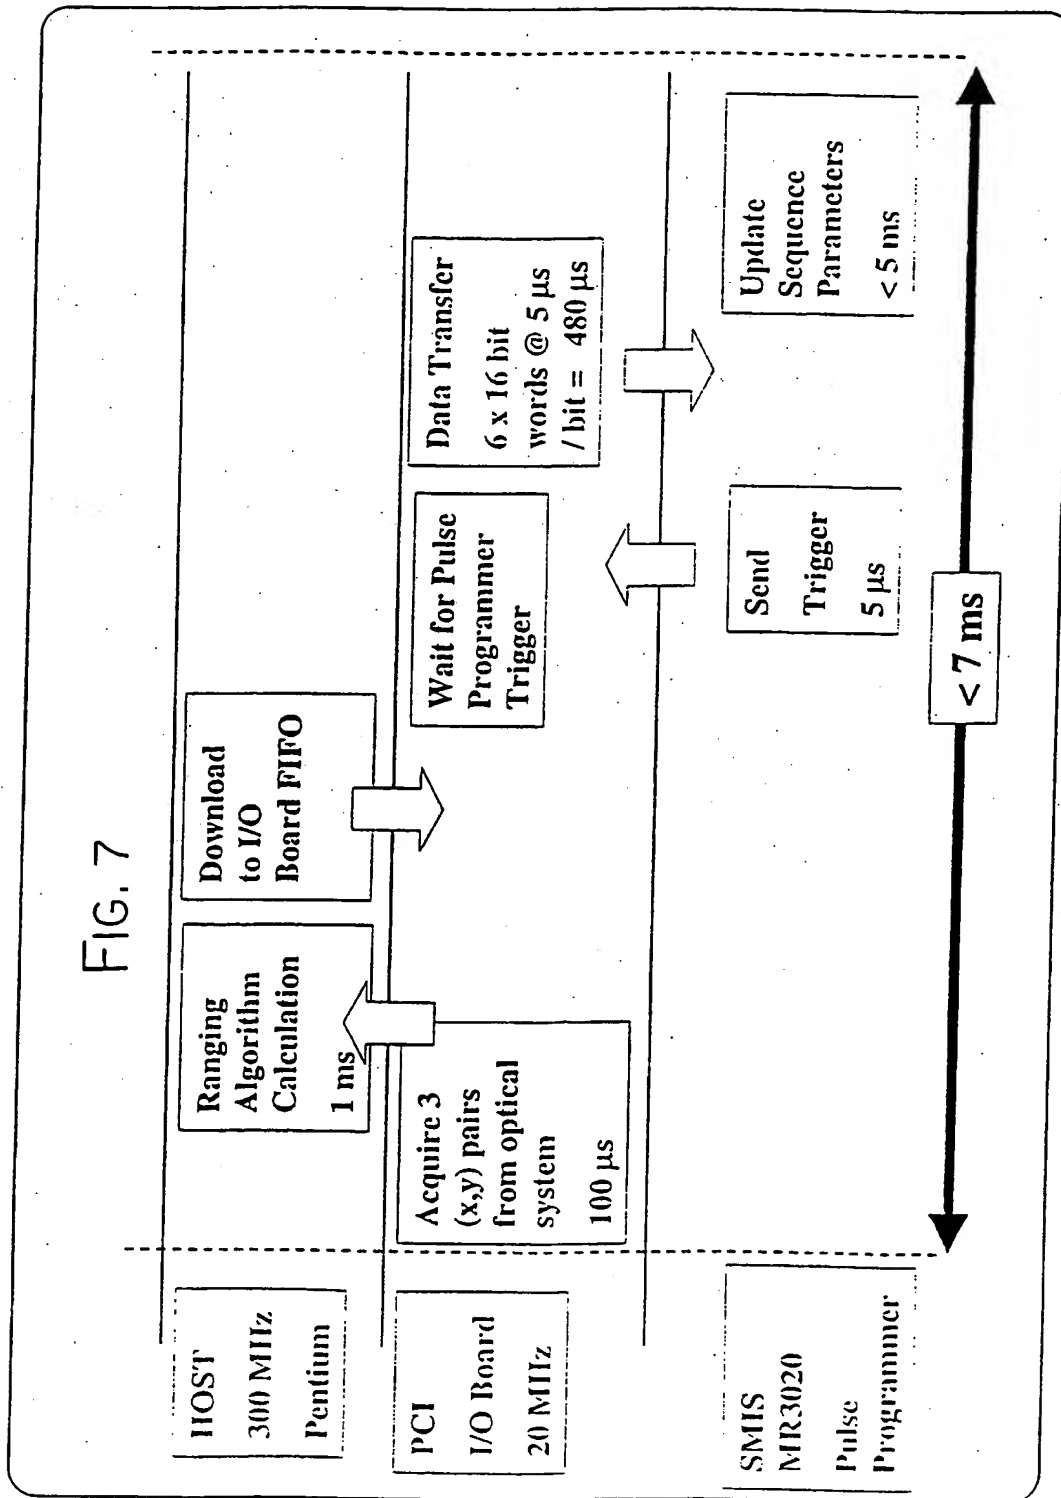 FIG. 7
HOST
300 MHz
Pentium
Ranging
Algorithm
Calculation
1 ms
Download
to I/O
Board FIFO
PCI
I/O Board
20 MHz
Acquire 3
(x,y) pairs
from optical
system
100 µs
Wait for Pulse
Programmer
Trigger
Data Transfer
6 x 16 bit
words @ 5 µs
/ bit = 480 µs
SMIS
MR3020
Pulse
Programmer
Send
Trigger
5 µs
Update
Sequence
Parameters
< 5 ms
< 7 ms